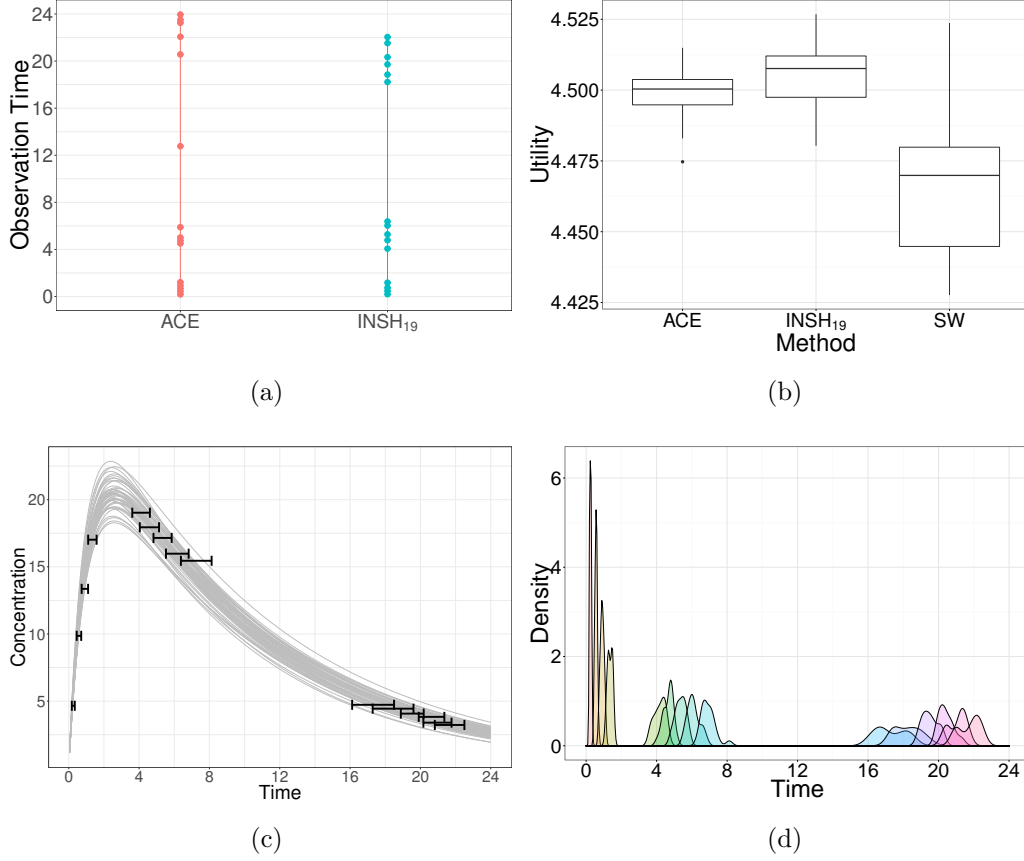 24
20
16
12
8
4
0
Observation Time
ACE
INSH19
(a)
4.525
4.500
4.475
4.450
4.425
Utility
ACE
INSH19
SW
Method
(b)
20
15
10
5
Concentration
0
4
8
12
16
20
24
Time
(c)
6
4
2
0
Density
0
4
8
12
16
20
24
Time
(d)